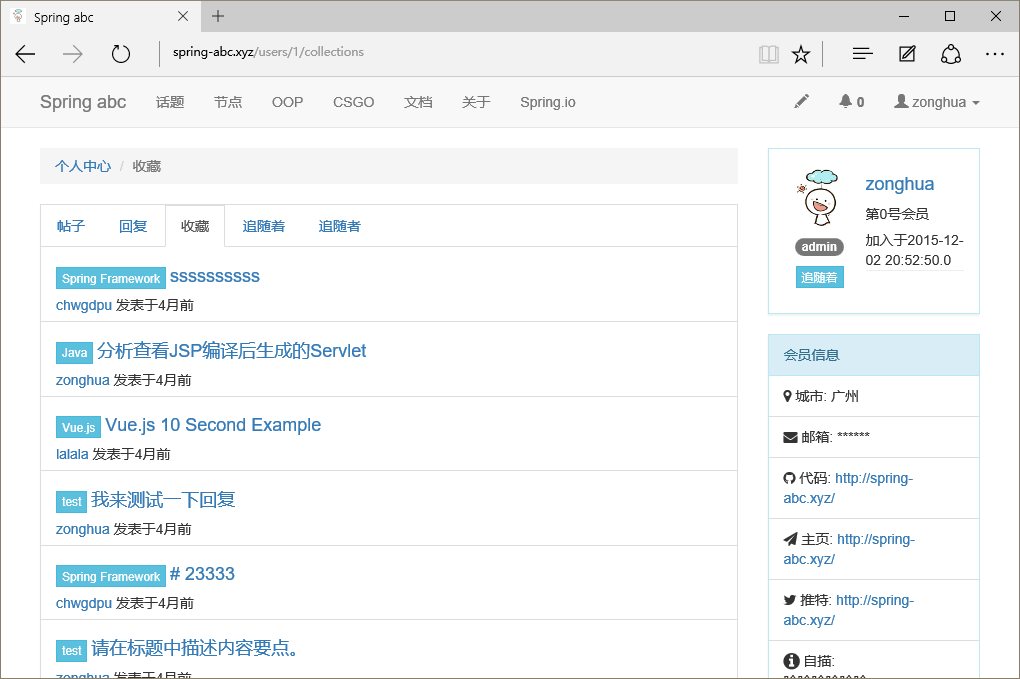 Spring abc
spring-abc.xyz/users/1/collections
Spring abc 话题 节点 OOP CSGO 文档 关于 Spring.io 0 zonghua
个人中心 / 收藏
帖子 回复 收藏 追随着 追随者
Spring Framework SSSSSSSSSS
chwgdpu 发表于4月前
Java 分析查看JSP编译后生成的Servlet
zonghua 发表于4月前
Vue.js Vue.js 10 Second Example
lalala 发表于4月前
test 我来测试一下回复
zonghua 发表于4月前
Spring Framework # 23333
chwgdpu 发表于4月前
test 请在标题中描述内容要点。
zonghua 发表于4月前
zonghua
第0号会员
加入于2015-12-
02 20:52:50.0
admin
追随着
会员信息
城市: 广州
邮箱: ******
代码: http://spring-
abc.xyz/
主页: http://spring-
abc.xyz/
推特: http://spring-
abc.xyz/
自描: